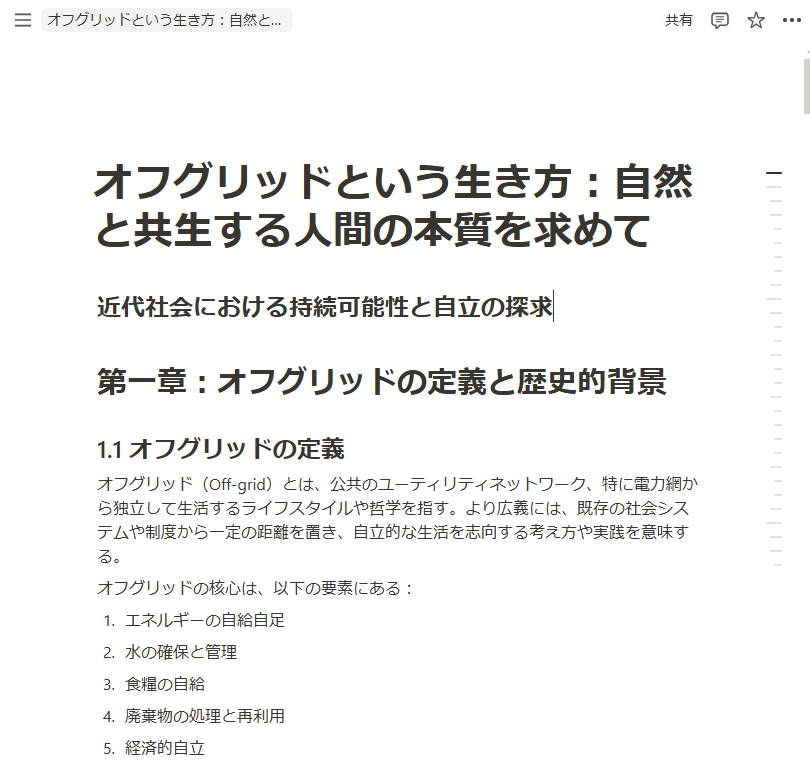 オフグリッドという生き方：自然と...
共有
オフグリッドという生き方：自然
と共生する人間の本質を求めて
近代社会における持続可能性と自立の探求
第一章：オフグリッドの定義と歴史的背景
1.1 オフグリッドの定義
オフグリッド（Off-grid）とは、公共のユーティリティネットワーク、特に電力網か
ら独立して生活するライフスタイルや哲学を指す。より広義には、既存の社会シス
テムや制度から一定の距離を置き、自立的な生活を志向する考え方や実践を意味す
る。
オフグリッドの核心は、以下の要素にある：
1. エネルギーの自給自足
2. 水の確保と管理
3. 食糧の自給
4. 廃棄物の処理と再利用
5. 経済的自立